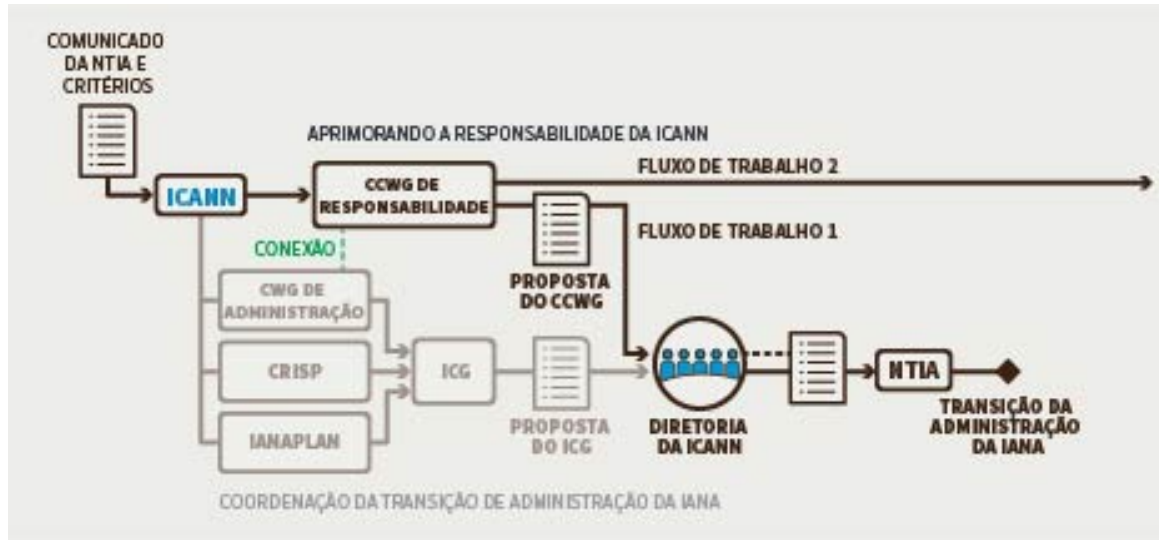 COMUNICADO
DA NTIA E
CRITÉRIOS
APRIMORANDO A RESPONSABILIDADE DA ICANN
ICANN
CCWG DE
RESPONSABILIDADE
FLUXO DE TRABALHO 2
FLUXO DE TRABALHO 1
CONEXÃO
PROPOSTA
DO CCWG
CWG DE
ADMINISTRAÇÃO
CRISP
IANAPLAN
ICG
PROPOSTA
DO ICG
DIRETORIA
DA ICANN
NTIA
TRANSIÇÃO DA
ADMINISTRAÇÃO
DA IANA
COORDENAÇÃO DA TRANSIÇÃO DE ADMINISTRAÇÃO DA IANA